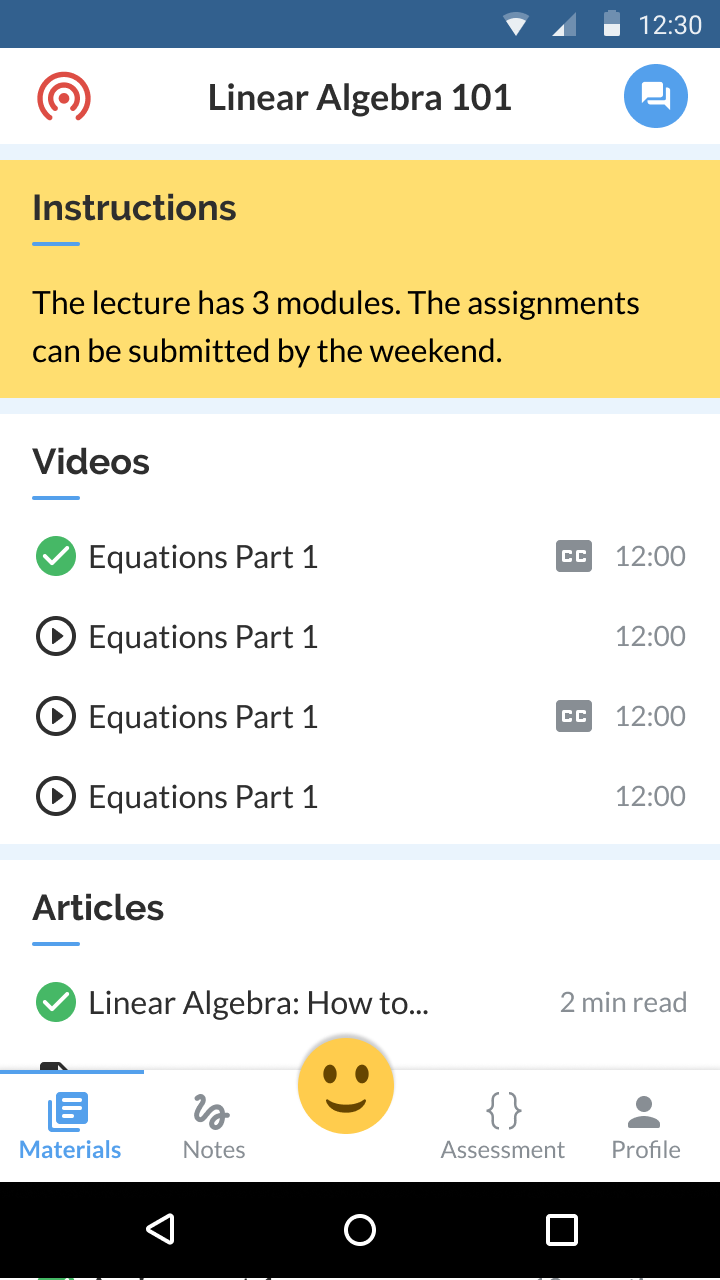 12:30
Linear Algebra 101
Instructions
The lecture has 3 modules. The assignments
can be submitted by the weekend.
Videos
Equations Part 1 CC 12:00
Equations Part 1 12:00
Equations Part 1 CC 12:00
Equations Part 1 12:00
Articles
Linear Algebra: How to... 2 min read
Materials Notes {} Assessment Profile